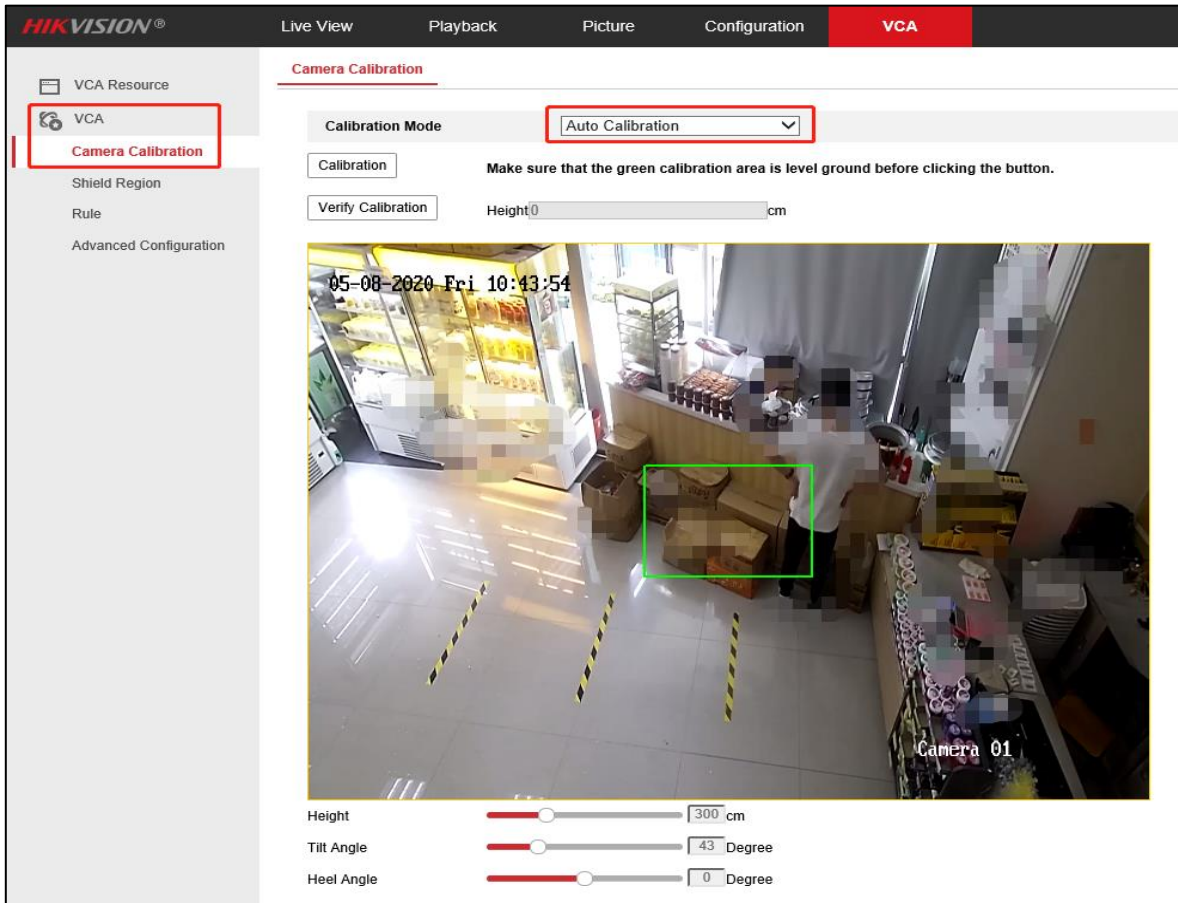 HIKVISION®
Live View Playback Picture Configuration VCA
VCA Resource
VCA
Camera Calibration
Shield Region
Rule
Advanced Configuration
Camera Calibration
Calibration Mode Auto Calibration
Calibration Make sure that the green calibration area is level ground before clicking the button.
Verify Calibration Height 0 cm
05-08-2020 Fri 10:43:54
Camera 01
Height 300 cm
Tilt Angle 43 Degree
Heel Angle 0 Degree